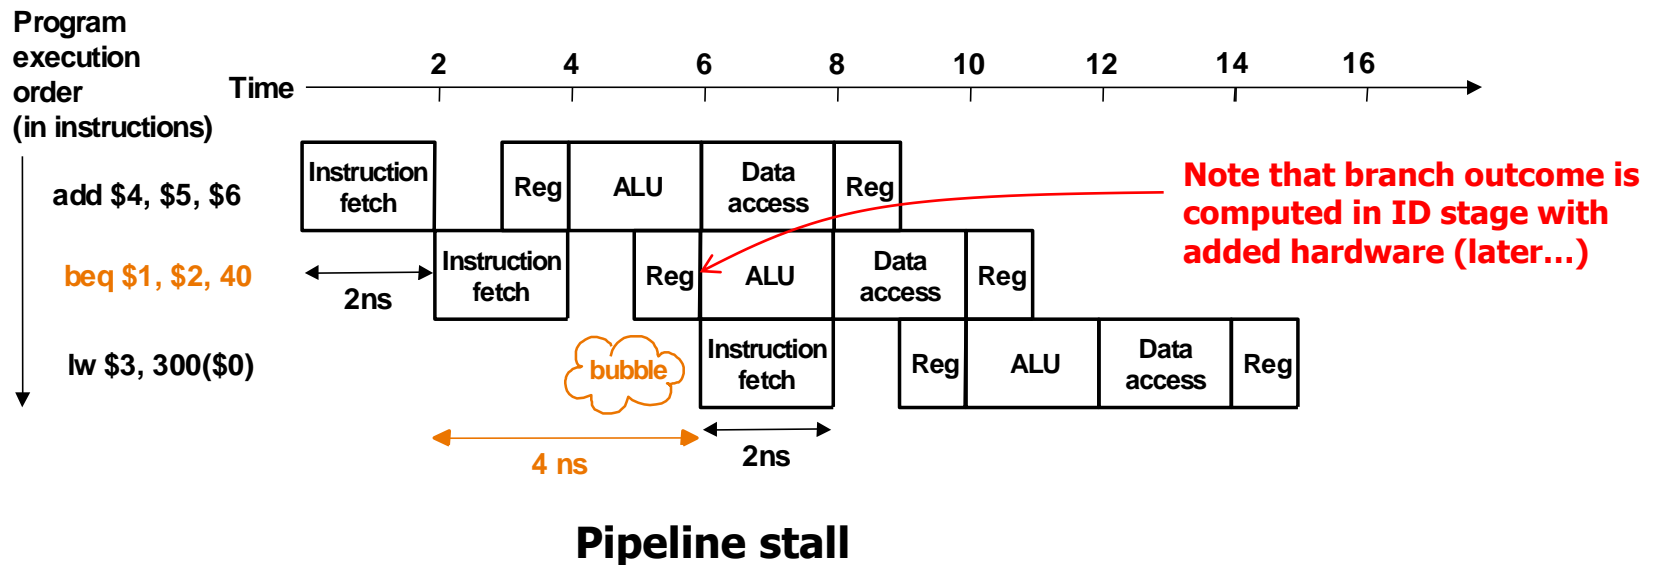 Program
execution
order
(in instructions)
Time
2 4 6 8 10 12 14 16
add $4, $5, $6
Instruction
fetch
Reg
ALU
Data
access
Reg
Note that branch outcome is
computed in ID stage with
added hardware (later...)
beq $1, $2, 40
2ns
Instruction
fetch
Reg
ALU
Data
access
Reg
lw $3, 300($0)
bubble
Instruction
fetch
Reg
ALU
Data
access
Reg
4 ns
2ns
Pipeline stall